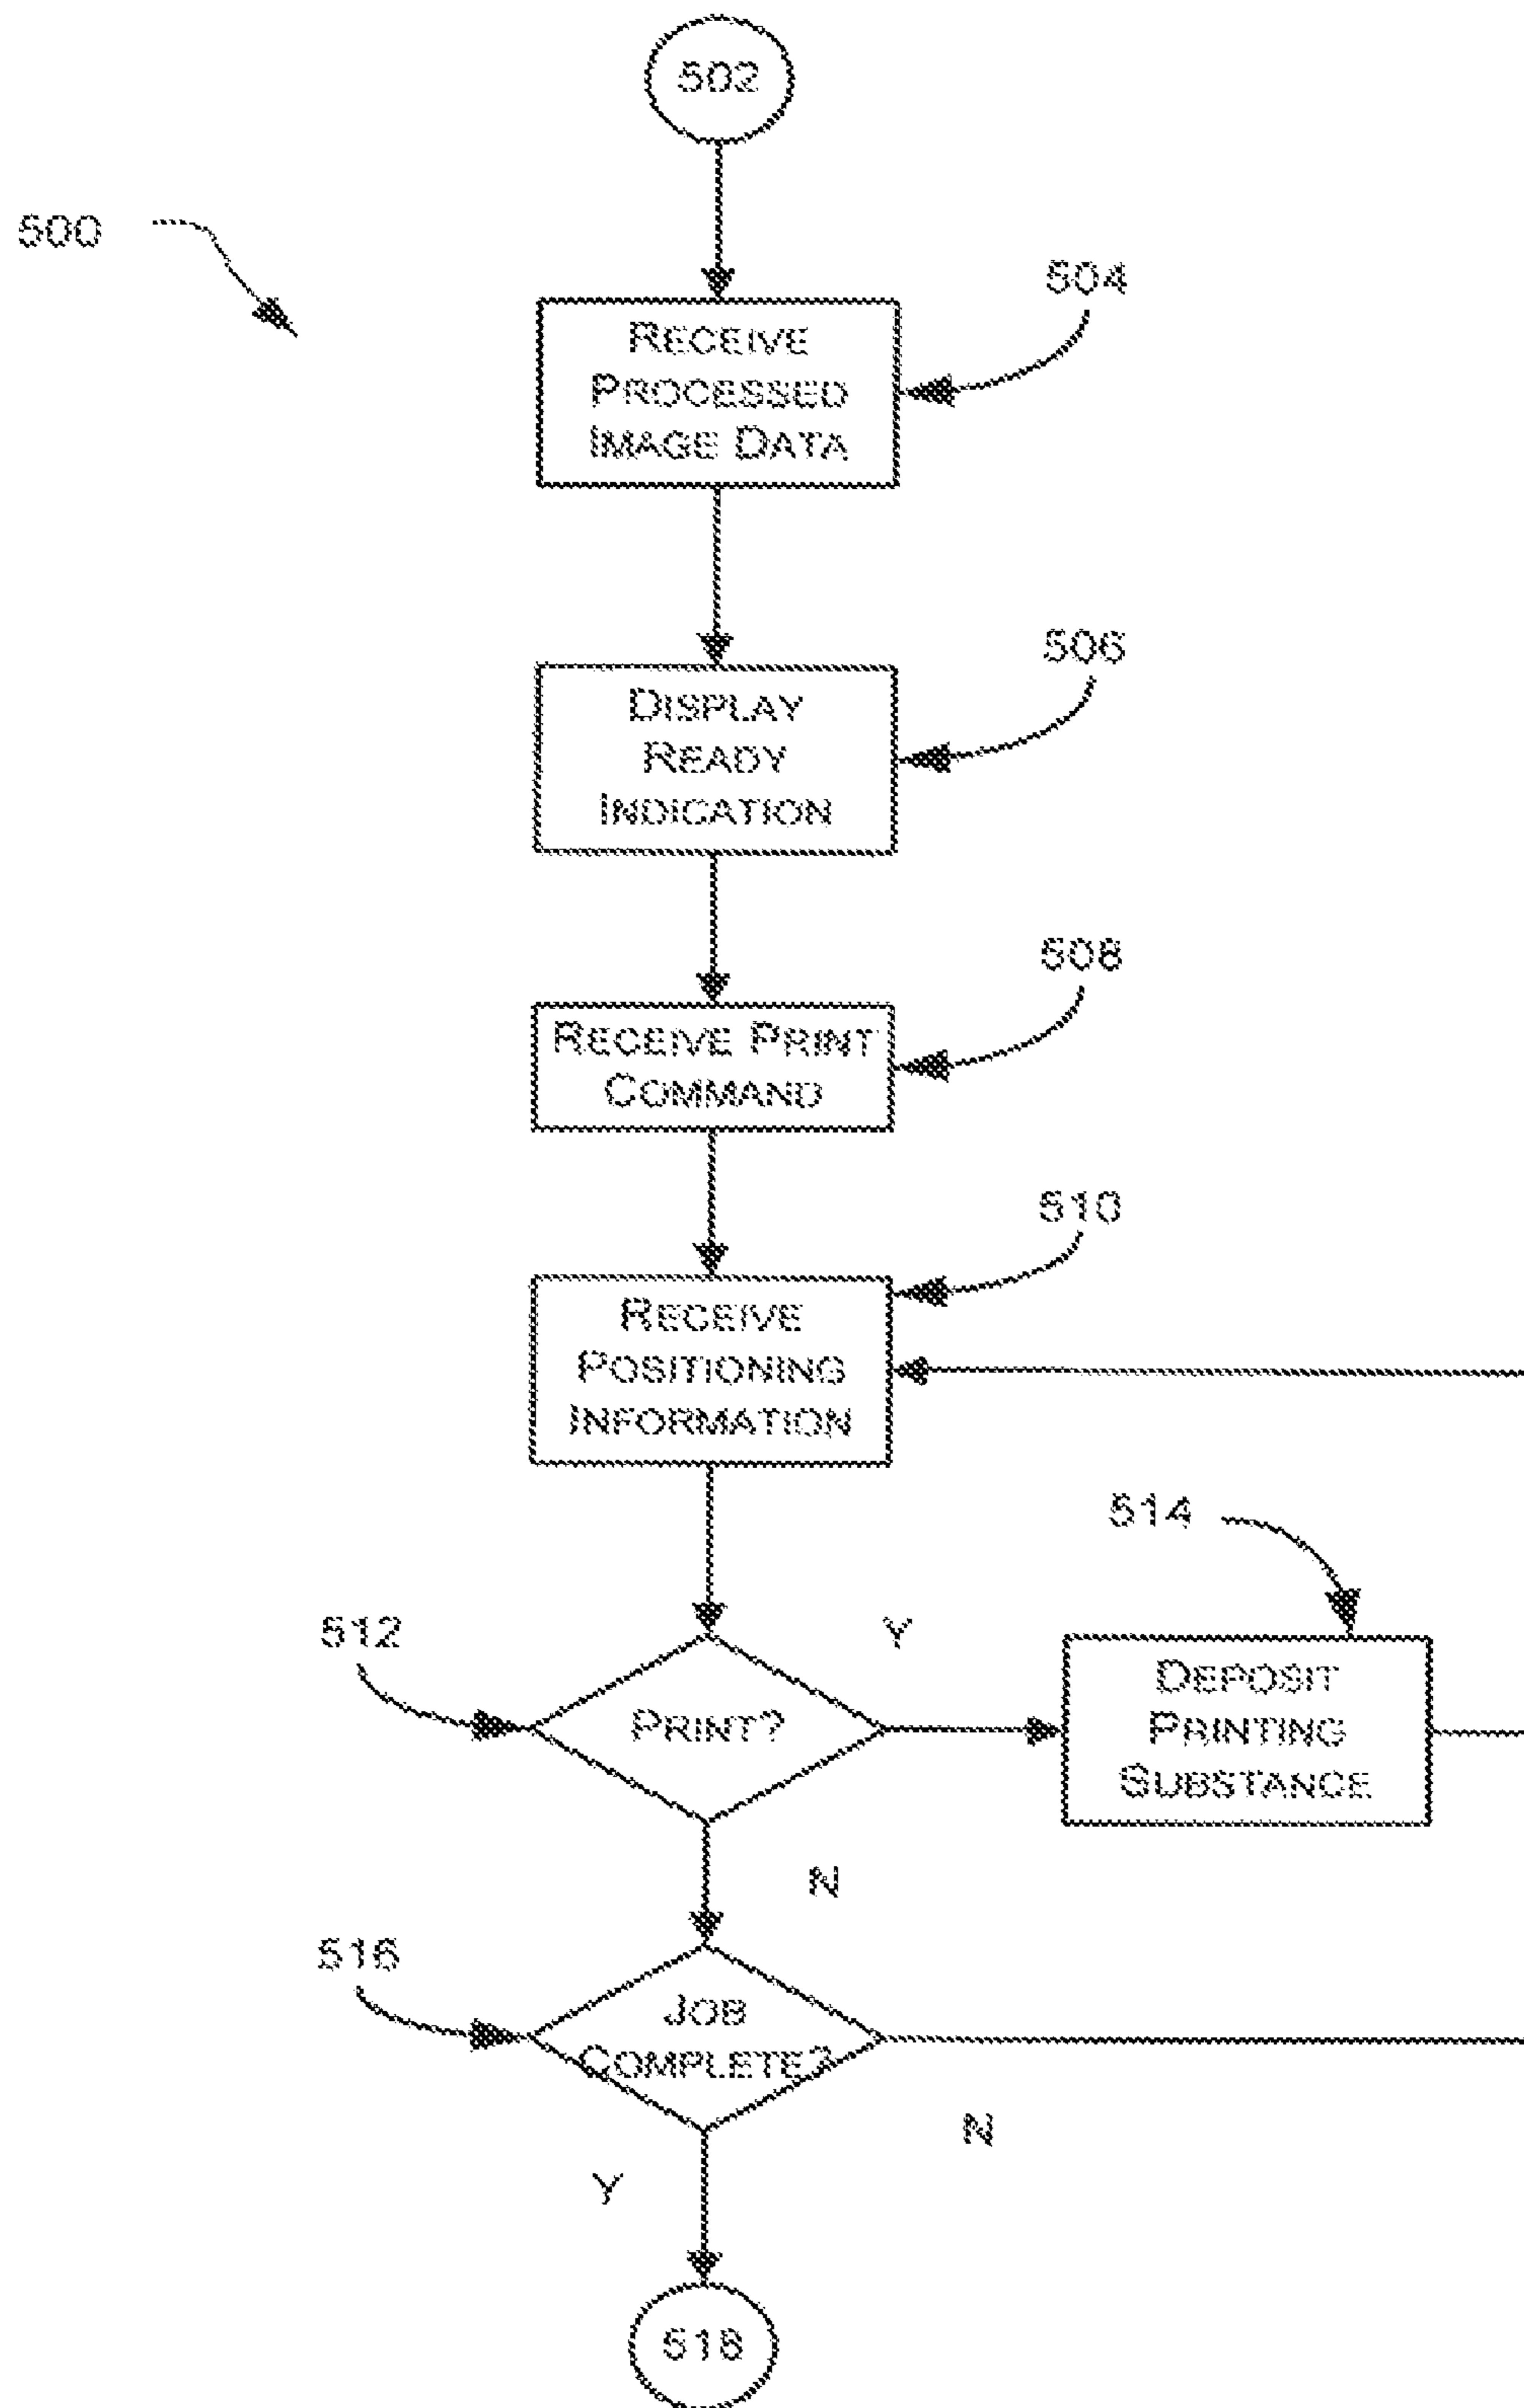 502
500
504
RECEIVE
PROCESSED
IMAGE DATA
506
DISPLAY
READY
INDICATION
508
RECEIVE PRINT
COMMAND
510
RECEIVE
POSITIONING
INFORMATION
514
512
Y
PRINT?
DEPOSIT
PRINTING
SUBSTANCE
N
516
JOB
COMPLETE?
N
Y
518